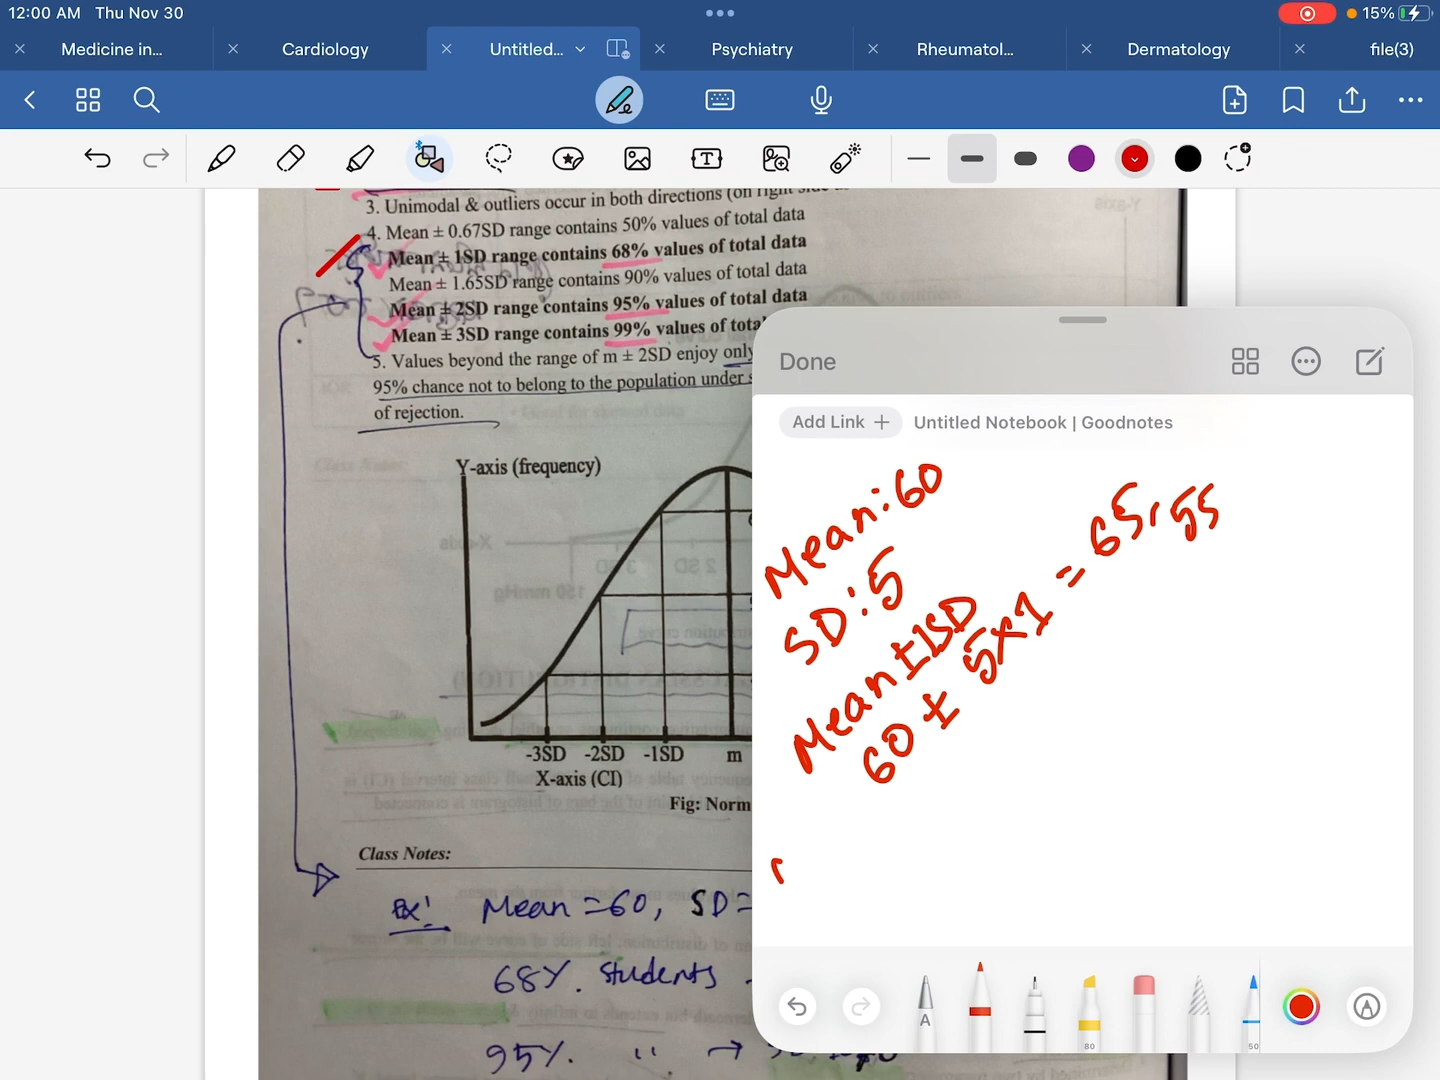 12:00 AM Thu Nov 30
15%
Medicine in...
Cardiology
Untitled...
Psychiatry
Rheumatol...
Dermatology
file(3)
3. Unimodal & outliers occur in both directions (on right side
4. Mean ± 0.67SD range contains 50% values of total data
Mean ± 1SD range contains 68% values of total data
Mean ± 1.65SD range contains 90% values of total data
Mean ± 2SD range contains 95% values of total data
Mean ± 3SD range contains 99% values of
5. Values beyond the range of m ± 2SD enjoy only
95% chance not to belong to the population under
of rejection.
Y-axis (frequency)
-3SD -2SD -1SD m
X-axis (CI)
Fig: Norm
Class Notes:
Ex: Mean = 60, SD =
68%. students
95%. " →
Done
Add Link +
Untitled Notebook | Goodnotes
Mean: 60
SD: 5
Mean ± 1SD
60 ± 5x1 = 65, 55
A
80
50